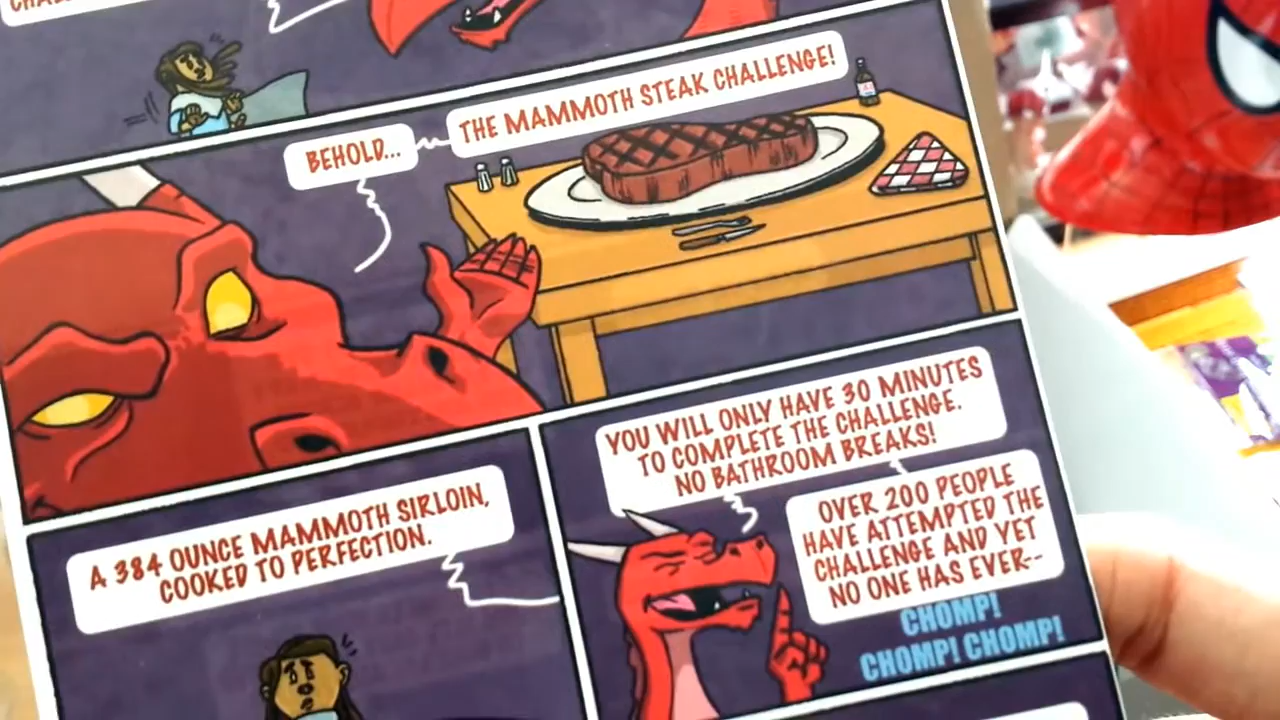 THE MAMMOTH STEAK CHALLENGE!
BEHOLD...
YOU WILL ONLY HAVE 30 MINUTES
TO COMPLETE THE CHALLENGE.
NO BATHROOM BREAKS!
A 384 OUNCE MAMMOTH SIRLOIN,
COOKED TO PERFECTION.
OVER 200 PEOPLE
HAVE ATTEMPTED THE
CHALLENGE AND YET
NO ONE HAS EVER--
CHOMP!
CHOMP! CHOMP!